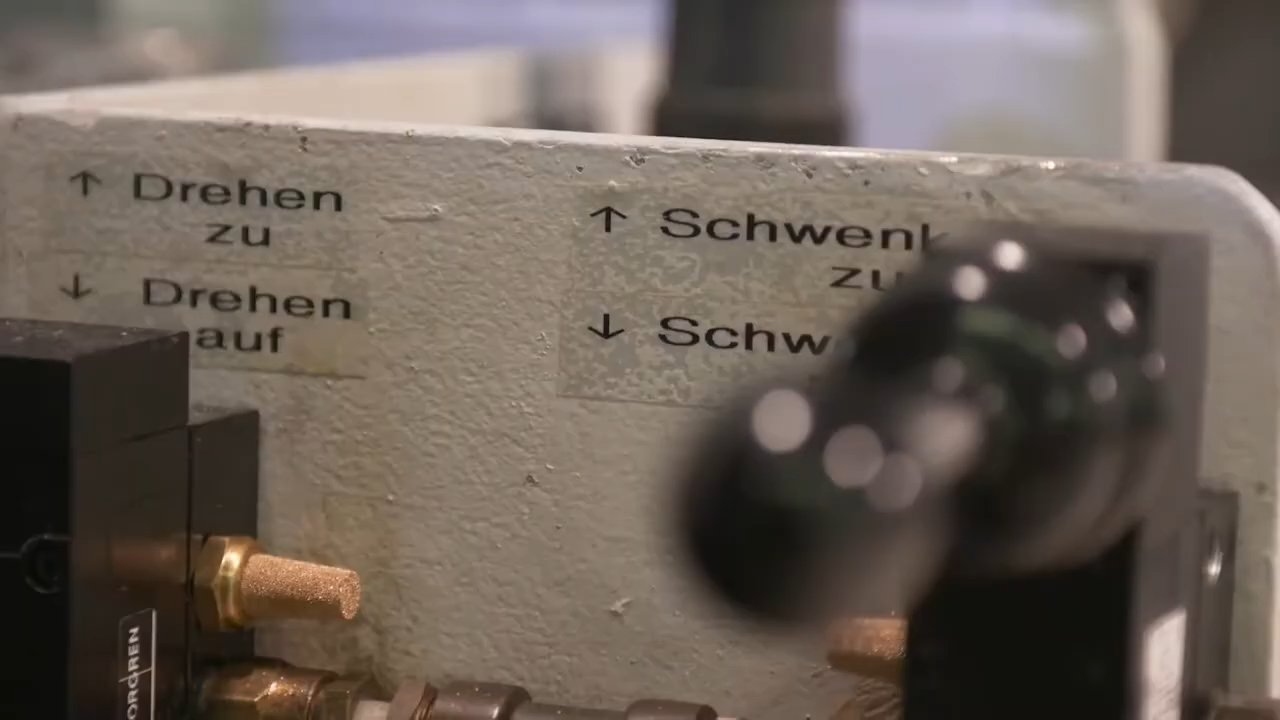 ↑ Drehen
zu
↓ Drehen
auf
↑ Schwenk
zu
↓ Schw
ORGREN